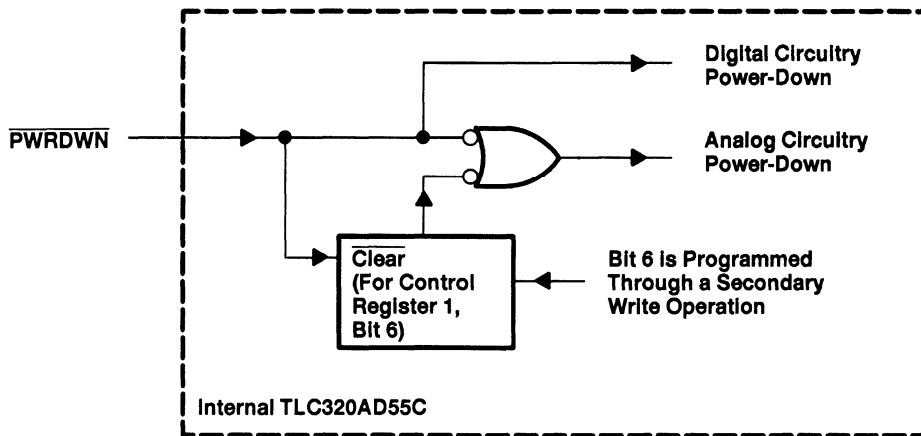 Digital Circuitry
Power-Down
PWRDWN
Analog Circuitry
Power-Down
Clear
(For Control
Register 1,
Bit 6)
Bit 6 is Programmed
Through a Secondary
Write Operation
Internal TLC320AD55C